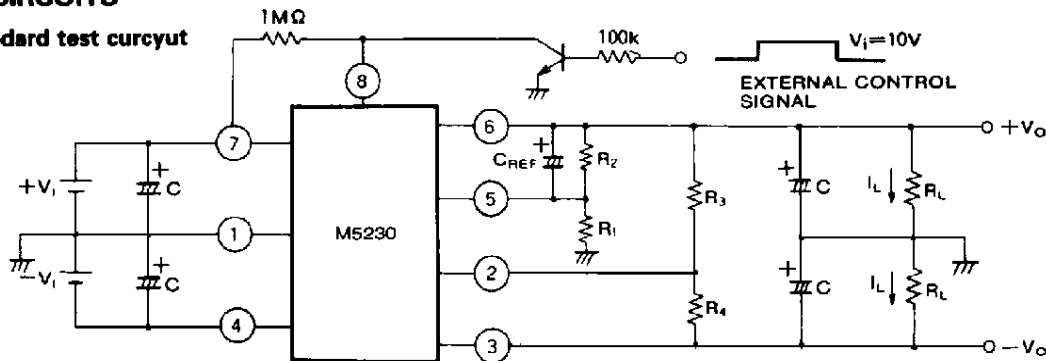 CIRCUITS
dard test curcyut
1MΩ
100k
Vi=10V
EXTERNAL CONTROL
SIGNAL
8
7
6
+VO
+
CREF
R2
R3
+
C
IL
RL
+VI
+
C
5
1
M5230
R1
2
-VI
+
C
R4
+
C
IL
RL
4
3
-VO